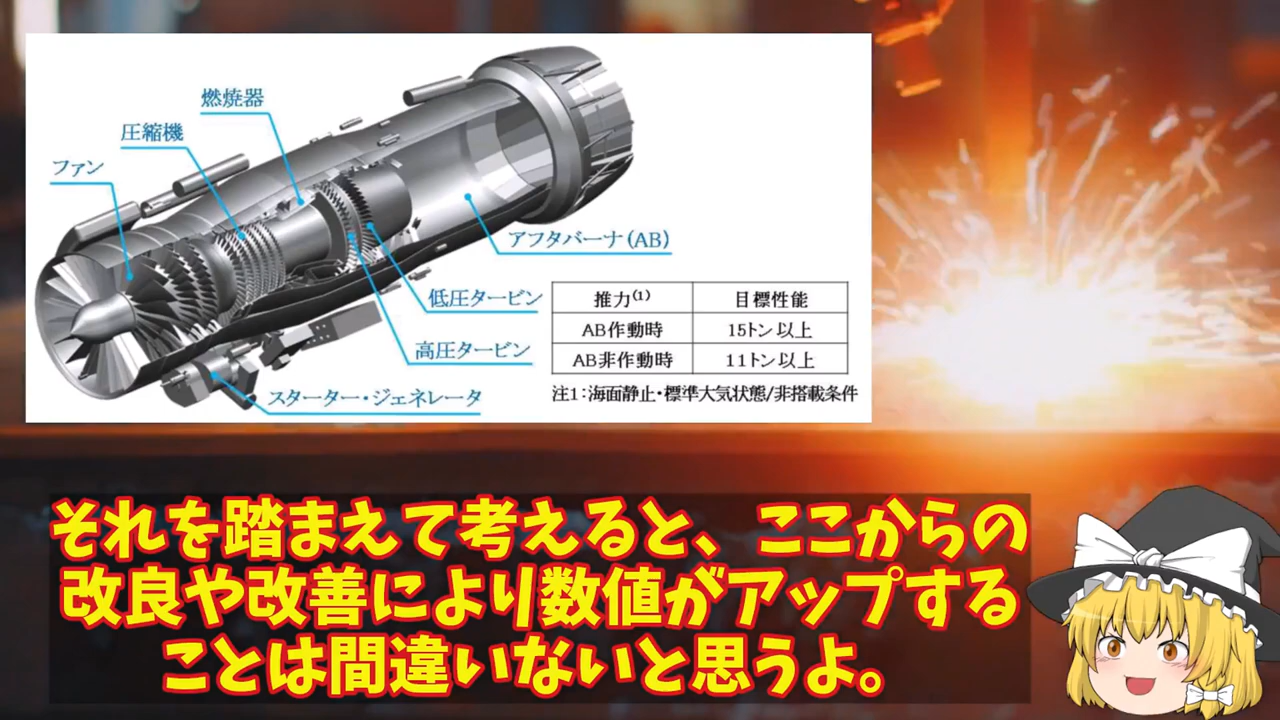 燃焼器
圧縮機
ファン
アフタバーナ(AB)
低圧タービン
高圧タービン
スターター・ジェネレータ
推力(1) 目標性能
AB作動時 15トン以上
AB非作動時 11トン以上
注1:海面静止・標準大気状態/非搭載条件
それを踏まえて考えると、ここからの
改良や改善により数値がアップする
ことは間違いないと思うよ。